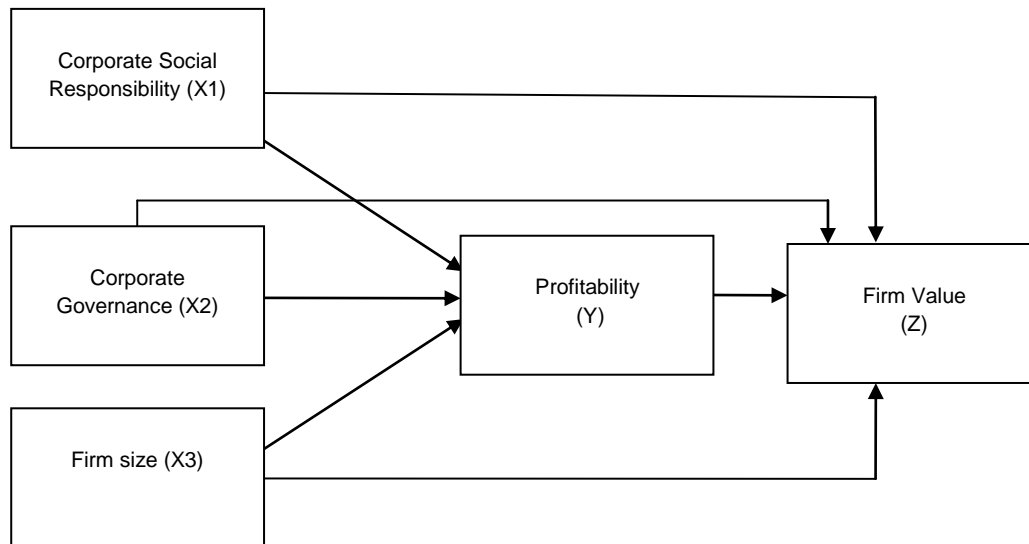 Corporate Social
Responsibility (X1)
Corporate
Governance (X2)
Profitability
(Y)
Firm Value
(Z)
Firm size (X3)